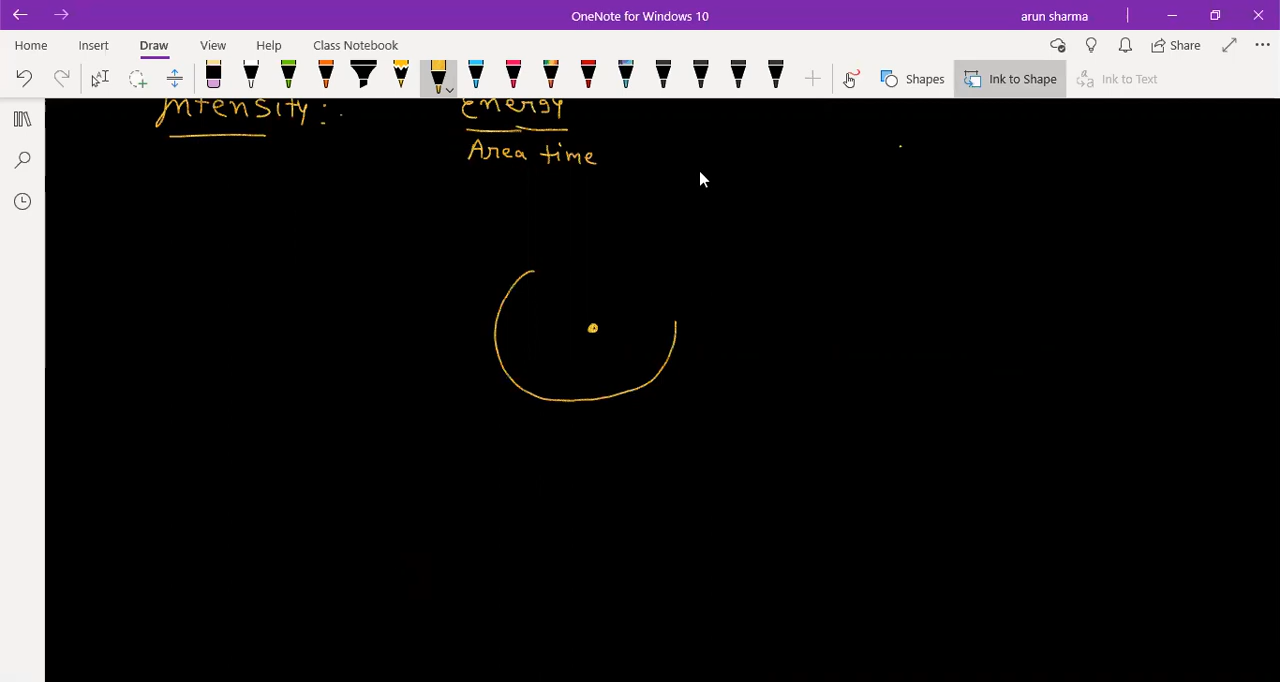 OneNote for Windows 10
arun sharma
Home Insert Draw View Help Class Notebook
Share
Shapes Ink to Shape Ink to Text
Intensity :. Energy
Area time